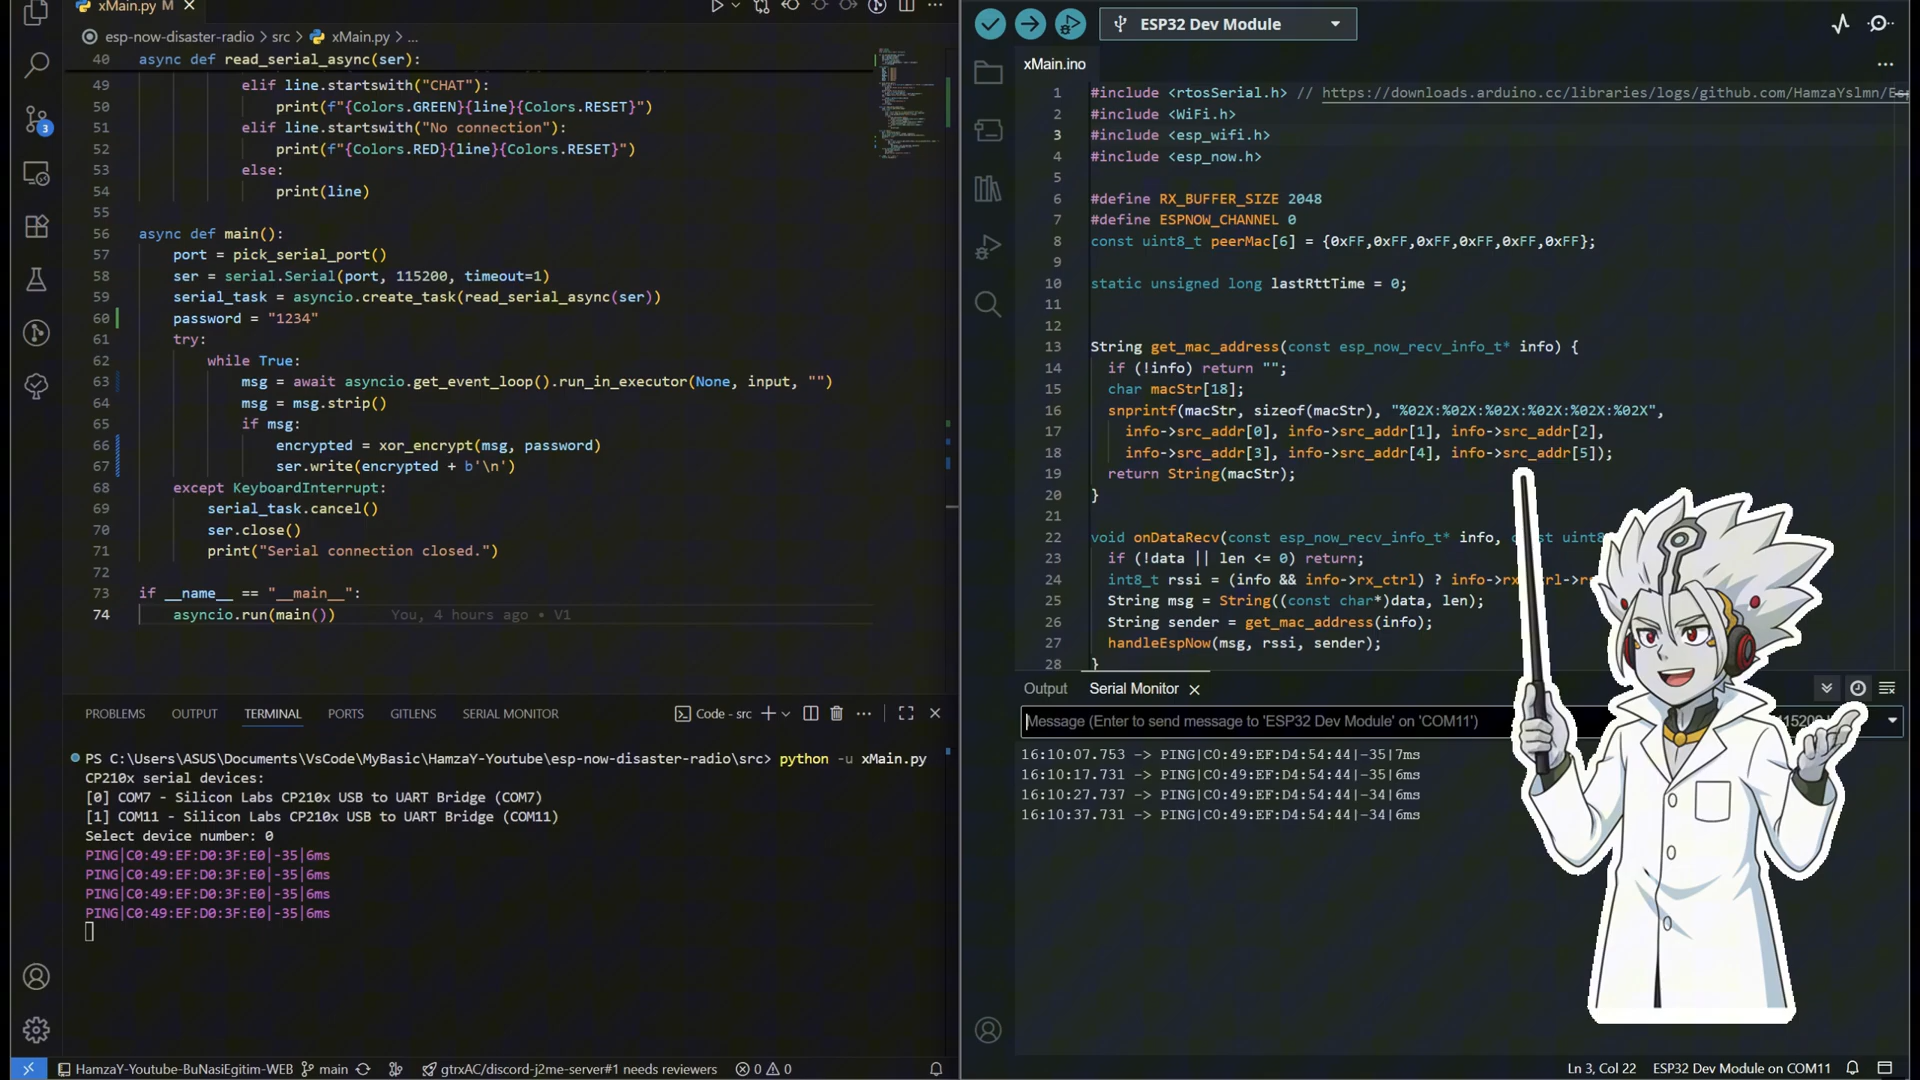 xMain.py M
esp-now-disaster-radio > src > xMain.py > ...
40 async def read_serial_async(ser):
49 elif line.startswith("CHAT"):
50 print(f"{Colors.GREEN}{line}{Colors.RESET}")
51 elif line.startswith("No connection"):
52 print(f"{Colors.RED}{line}{Colors.RESET}")
53 else:
54 print(line)
55
56 async def main():
57 port = pick_serial_port()
58 ser = serial.Serial(port, 115200, timeout=1)
59 serial_task = asyncio.create_task(read_serial_async(ser))
60 password = "1234"
61 try:
62 while True:
63 msg = await asyncio.get_event_loop().run_in_executor(None, input, "")
64 msg = msg.strip()
65 if msg:
66 encrypted = xor_encrypt(msg, password)
67 ser.write(encrypted + b'\n')
68 except KeyboardInterrupt:
69 serial_task.cancel()
70 ser.close()
71 print("Serial connection closed.")
72
73 if __name__ == "__main__":
74 asyncio.run(main()) You, 4 hours ago • V1
3
PROBLEMS OUTPUT TERMINAL PORTS GITLENS SERIAL MONITOR Code - src
PS C:\Users\ASUS\Documents\VsCode\MyBasic\HamzaY-Youtube\esp-now-disaster-radio\src> python -u xMain.py
CP210x serial devices:
[0] COM7 - Silicon Labs CP210x USB to UART Bridge (COM7)
[1] COM11 - Silicon Labs CP210x USB to UART Bridge (COM11)
Select device number: 0
PING|C0:49:EF:D0:3F:E0|-35|6ms
PING|C0:49:EF:D0:3F:E0|-35|6ms
PING|C0:49:EF:D0:3F:E0|-35|6ms
PING|C0:49:EF:D0:3F:E0|-35|6ms
HamzaY-Youtube-BuNasiEgitim-WEB main gtrxAC/discord-j2me-server#1 needs reviewers 0 0
ESP32 Dev Module
xMain.ino
1 #include <rtosSerial.h> // https://downloads.arduino.cc/libraries/logs/github.com/HamzaYslmn/Es
2 #include <WiFi.h>
3 #include <esp_wifi.h>
4 #include <esp_now.h>
5
6 #define RX_BUFFER_SIZE 2048
7 #define ESPNOW_CHANNEL 0
8 const uint8_t peerMac[6] = {0xFF,0xFF,0xFF,0xFF,0xFF,0xFF};
9
10 static unsigned long lastRttTime = 0;
11
12
13 String get_mac_address(const esp_now_recv_info_t* info) {
14 if (!info) return "";
15 char macStr[18];
16 snprintf(macStr, sizeof(macStr), "%02X:%02X:%02X:%02X:%02X:%02X",
17 info->src_addr[0], info->src_addr[1], info->src_addr[2],
18 info->src_addr[3], info->src_addr[4], info->src_addr[5]);
19 return String(macStr);
20 }
21
22 void onDataRecv(const esp_now_recv_info_t* info, const uint8
23 if (!data || len <= 0) return;
24 int8_t rssi = (info && info->rx_ctrl) ? info->rx_ctrl->rs
25 String msg = String((const char*)data, len);
26 String sender = get_mac_address(info);
27 handleEspNow(msg, rssi, sender);
28 }
Output Serial Monitor
Message (Enter to send message to 'ESP32 Dev Module' on 'COM11')
16:10:07.753 -> PING|C0:49:EF:D4:54:44|-35|7ms
16:10:17.731 -> PING|C0:49:EF:D4:54:44|-35|6ms
16:10:27.737 -> PING|C0:49:EF:D4:54:44|-34|6ms
16:10:37.731 -> PING|C0:49:EF:D4:54:44|-34|6ms
Ln 3, Col 22 ESP32 Dev Module on COM11